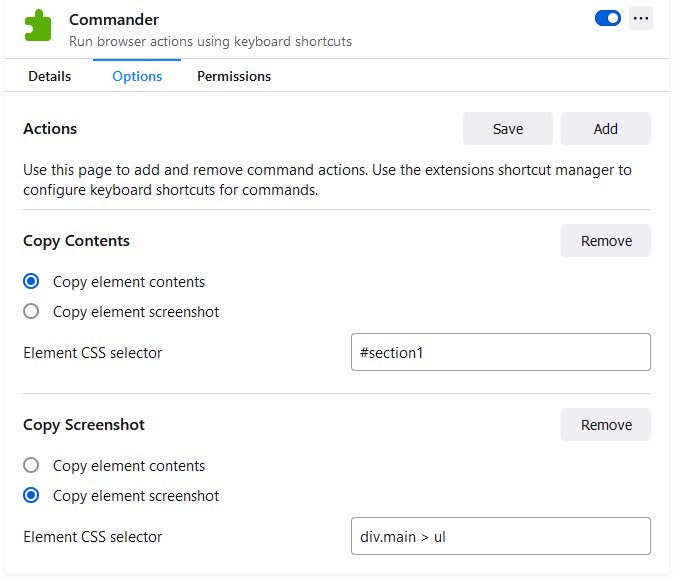 Commander
Run browser actions using keyboard shortcuts
Details
Options
Permissions
Actions
Save
Add
Use this page to add and remove command actions. Use the extensions shortcut manager to
configure keyboard shortcuts for commands.
Copy Contents
Remove
Copy element contents
Copy element screenshot
Element CSS selector
#section1
Copy Screenshot
Remove
Copy element contents
Copy element screenshot
Element CSS selector
div.main > ul